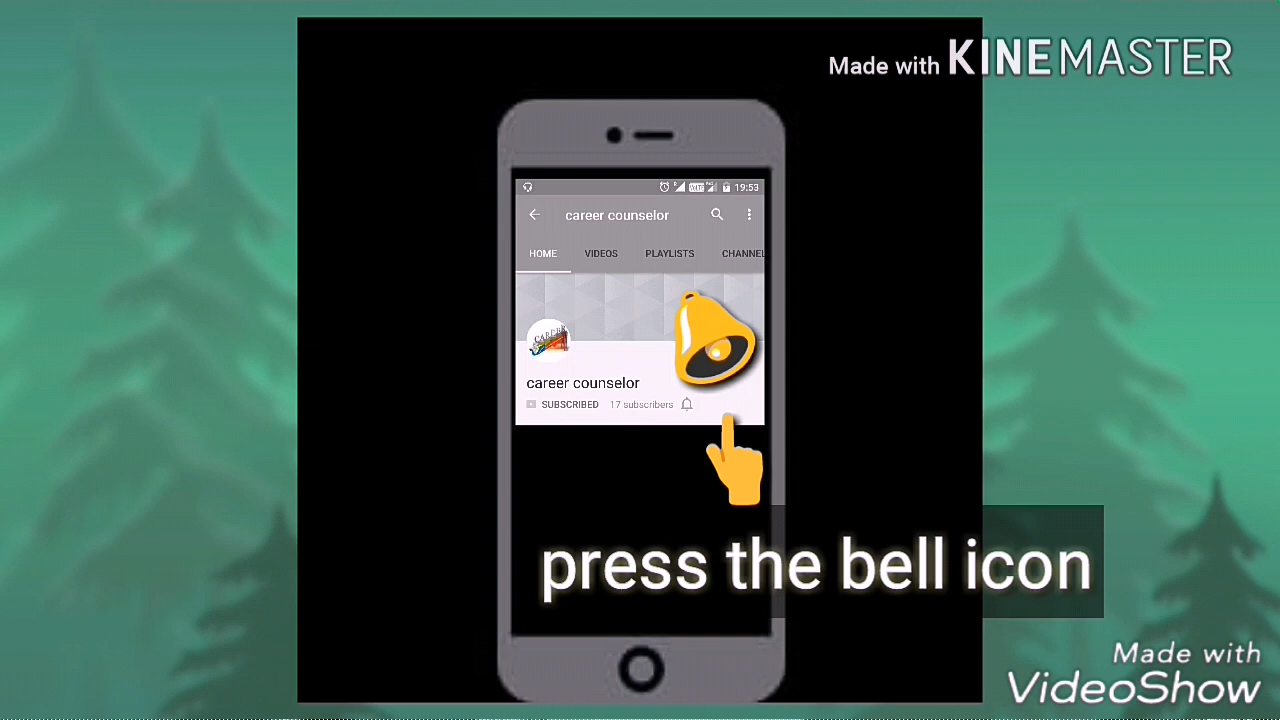 Made with KINEMASTER
19:53
career counselor
HOME VIDEOS PLAYLISTS CHANNEL
CAREER
career counselor
SUBSCRIBED 17 subscribers
press the bell icon
Made with
VideoShow